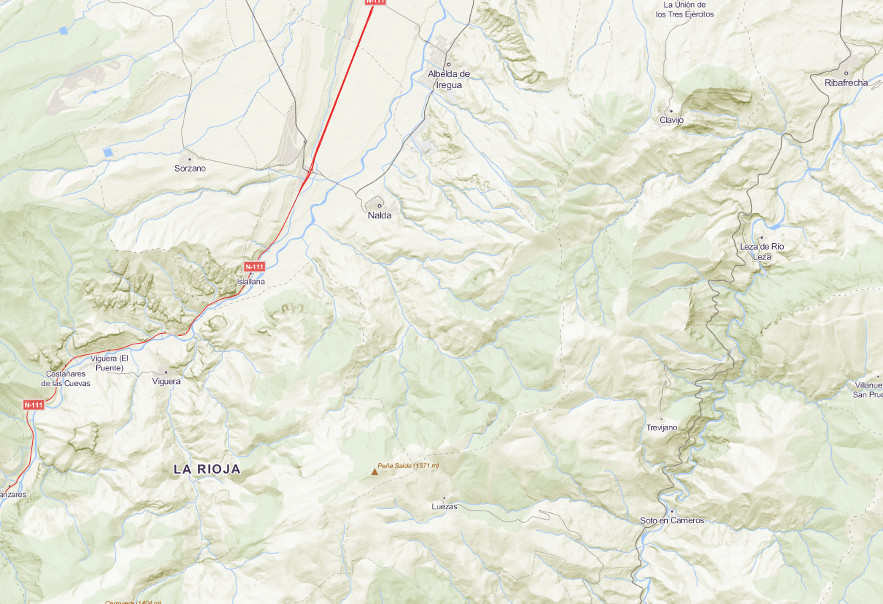 N-111
La Unión de
los Tres Ejércitos
Albelda de
Iregua
Ribafrecha
Clavijo
Sorzano
Nalda
Leza de Río
Leza
N-111
Islallana
Viguera (El
Puente)
Castañares
de las Cuevas
Viguera
Villanue
San Pru
N-111
Trevijano
LA RIOJA
Peña Saida (1371 m)
anzares
Luezas
Soto en Cameros
(1404 m)